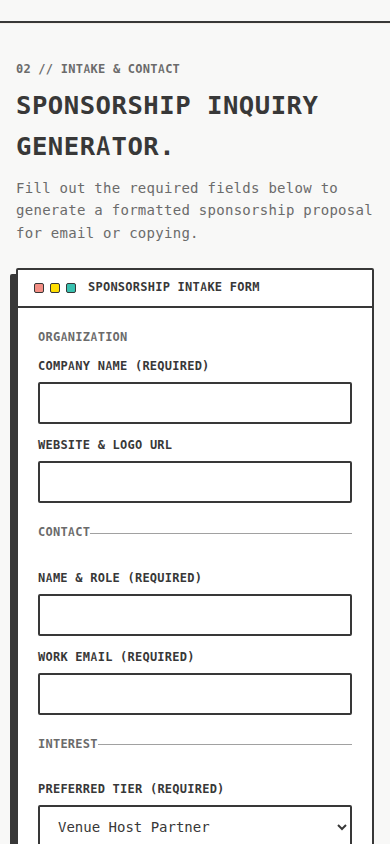 02 // INTAKE & CONTACT
SPONSORSHIP INQUIRY
GENERATOR.
Fill out the required fields below to
generate a formatted sponsorship proposal
for email or copying.
SPONSORSHIP INTAKE FORM
ORGANIZATION
COMPANY NAME (REQUIRED)
WEBSITE & LOGO URL
CONTACT
NAME & ROLE (REQUIRED)
WORK EMAIL (REQUIRED)
INTEREST
PREFERRED TIER (REQUIRED)
Venue Host Partner